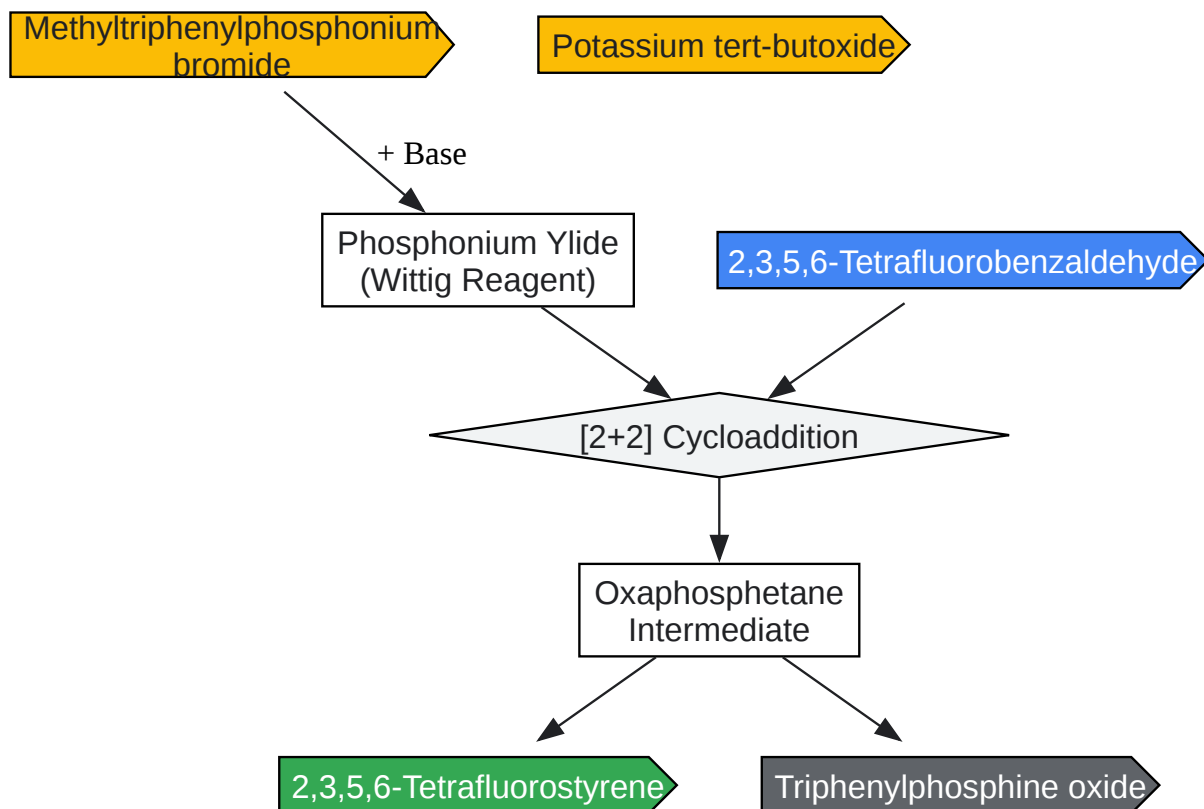 Methyltriphenylphosphonium
bromide
Potassium tert-butoxide
+ Base
Phosphonium Ylide
(Wittig Reagent)
2,3,5,6-Tetrafluorobenzaldehyde
[2+2] Cycloaddition
Oxaphosphetane
Intermediate
2,3,5,6-Tetrafluorostyrene
Triphenylphosphine oxide